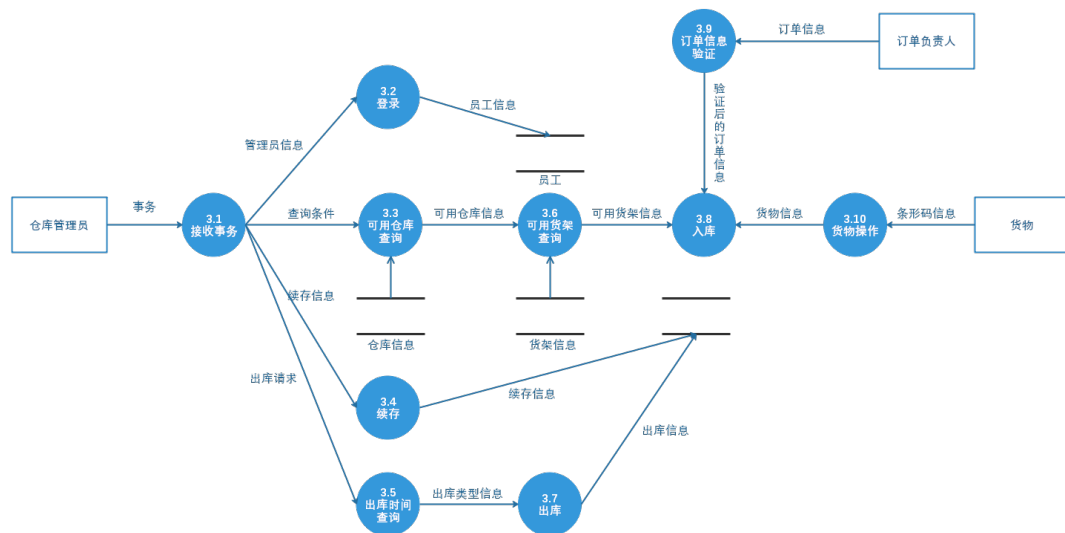 3.9
订单信息
验证
订单信息
订单负责人
3.2
登录
员工信息
验证后的订单信息
管理员信息
员工
仓库管理员
事务
3.1
接收事务
查询条件
3.3
可用仓库
查询
可用仓库信息
3.6
可用货架
查询
可用货架信息
3.8
入库
货物信息
3.10
货物操作
条形码信息
货物
续存信息
仓库信息
货架信息
出库请求
3.4
续存
续存信息
出库信息
3.5
出库时间
查询
出库类型信息
3.7
出库